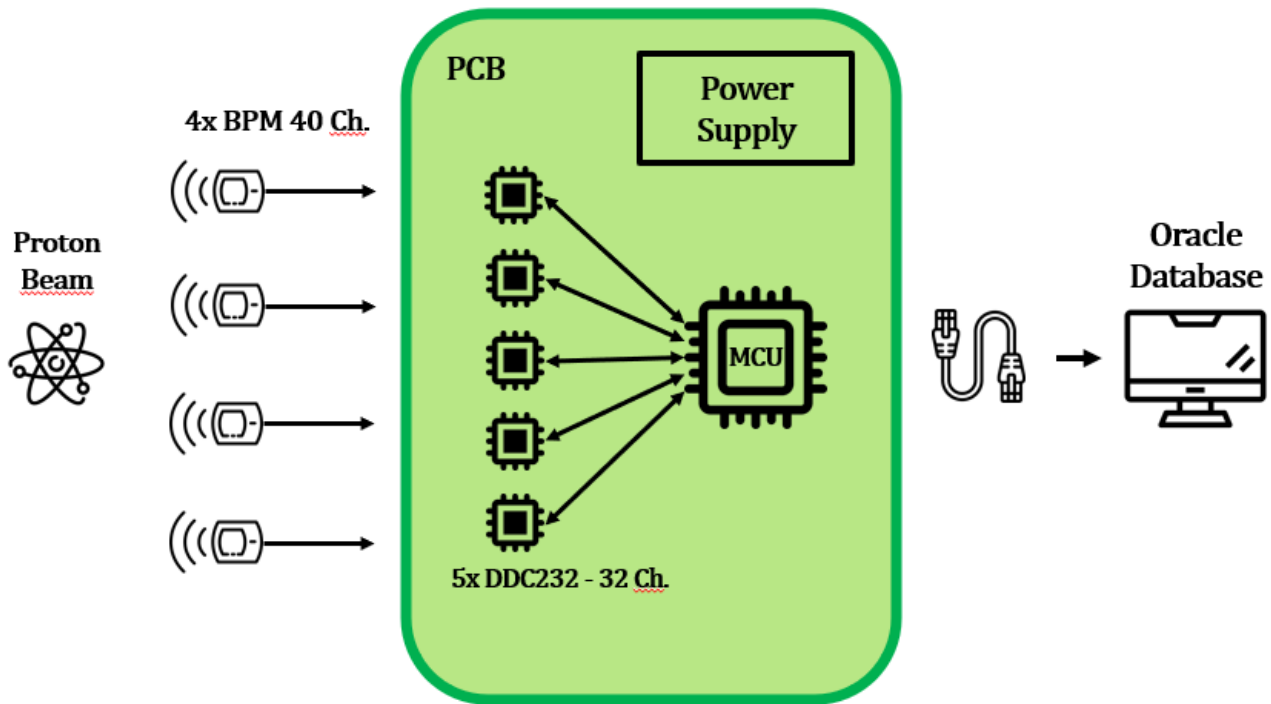 PCB
Power
Supply
4x BPM 40 Ch.
Proton
Beam
MCU
Oracle
Database
5x DDC232 - 32 Ch.